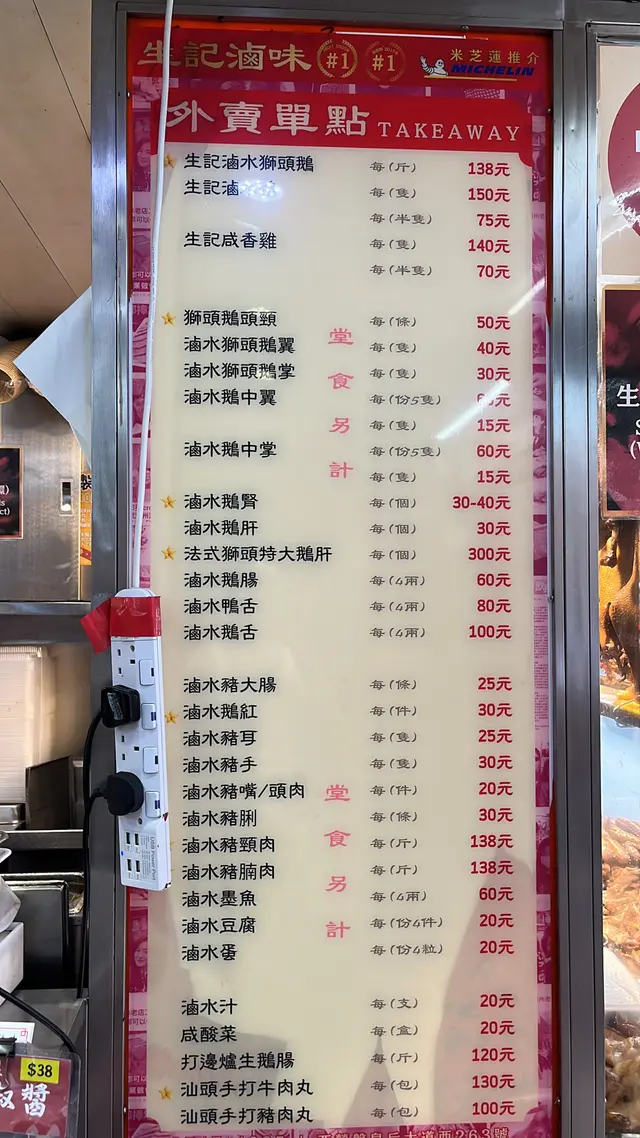 生記滷味 #1 #1 米芝蓮推介
MICHELIN
外賣單點 TAKEAWAY
生記滷水獅頭鵝 每(斤) 138元
生記滷 每(隻) 150元
每(半隻) 75元
生記咸香雞 每(隻) 140元
每(半隻) 70元
獅頭鵝頭頸 每(條) 50元
滷水獅頭鵝翼 每(隻) 40元
滷水獅頭鵝掌 每(隻) 30元
滷水鵝中翼 每(份5隻) 元
每(隻) 15元
滷水鵝中掌 每(份5隻) 60元
每(隻) 15元
堂食另計
滷水鵝腎 每(個) 30-40元
滷水鵝肝 每(個) 30元
法式獅頭特大鵝肝 每(個) 300元
滷水鵝腸 每(4兩) 60元
滷水鴨舌 每(4兩) 80元
滷水鵝舌 每(4兩) 100元
滷水豬大腸 每(條) 25元
滷水鵝紅 每(件) 30元
滷水豬耳 每(隻) 25元
滷水豬手 每(隻) 30元
滷水豬嘴/頭肉 每(件) 20元
滷水豬脷 每(條) 30元
滷水豬頸肉 每(斤) 138元
滷水豬腩肉 每(斤) 138元
滷水墨魚 每(4兩) 60元
滷水豆腐 每(份4件) 20元
滷水蛋 每(份4粒) 20元
堂食另計
滷水汁 每(支) 20元
咸酸菜 每(盒) 20元
打邊爐生鵝腸 每(斤) 120元
汕頭手打牛肉丸 每(包) 130元
汕頭手打豬肉丸 每(包) 100元
$38
醬
生